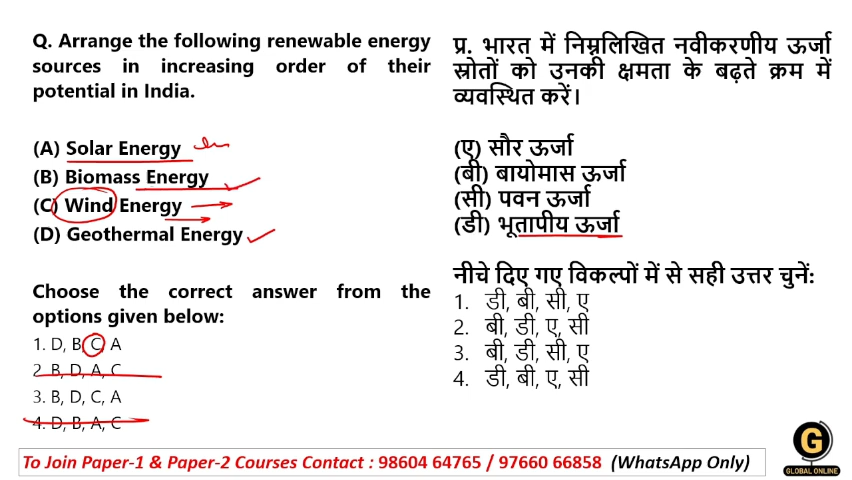 Q. Arrange the following renewable energy
sources in increasing order of their
potential in India.
(A) Solar Energy
(B) Biomass Energy
(C) Wind Energy
(D) Geothermal Energy
Choose the correct answer from the
options given below:
1. D, B, C, A
2. B, D, A, C
3. B, D, C, A
4. D, B, A, C
प्र. भारत में निम्नलिखित नवीकरणीय ऊर्जा
स्रोतों को उनकी क्षमता के बढ़ते क्रम में
व्यवस्थित करें।
(ए) सौर ऊर्जा
(बी) बायोमास ऊर्जा
(सी) पवन ऊर्जा
(डी) भूतापीय ऊर्जा
नीचे दिए गए विकल्पों में से सही उत्तर चुनें:
1. डी, बी, सी, ए
2. बी, डी, ए, सी
3. बी, डी, सी, ए
4. डी, बी, ए, सी
To Join Paper-1 & Paper-2 Courses Contact : 98604 64765 / 97660 66858 (WhatsApp Only)
G
GLOBAL ONLINE